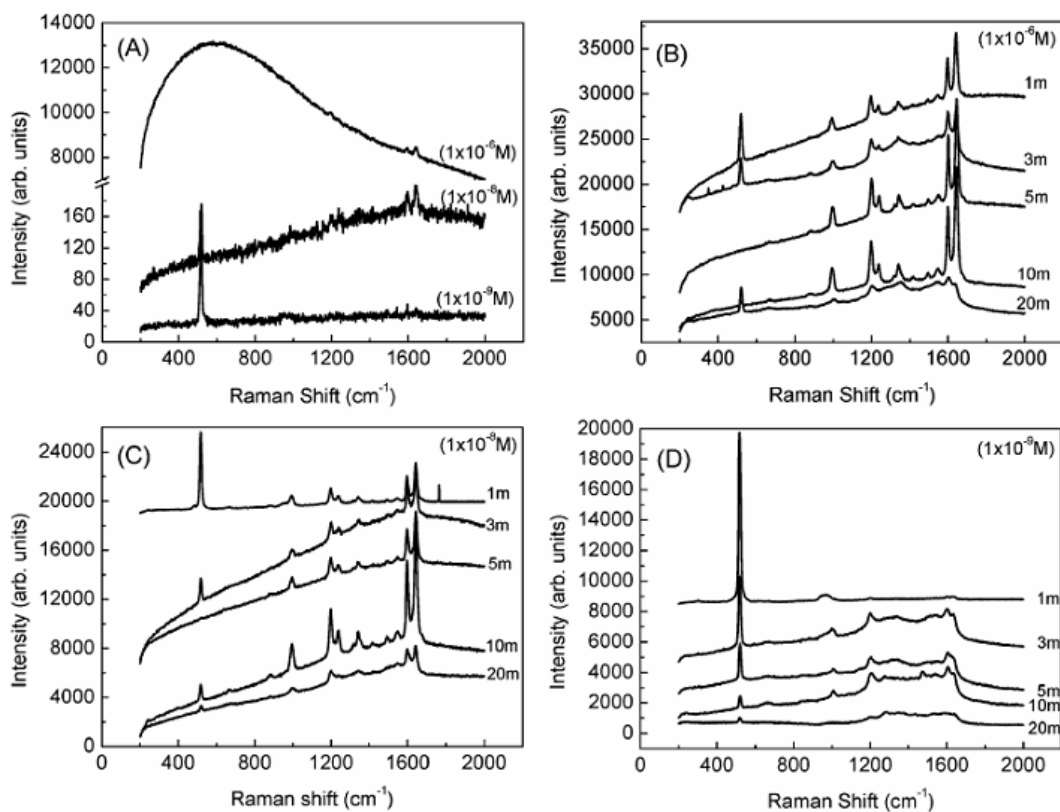 (A)
14000
12000
10000
8000
160
120
80
40
0
Intensity (arb. units)
(1x10⁻⁶M)
(1x10⁻⁸M)
(1x10⁻⁹M)
0 400 800 1200 1600 2000
Raman Shift (cm⁻¹)
(B)
(1x10⁻⁶M)
35000
30000
25000
20000
15000
10000
5000
Intensity (arb. units)
1m
3m
5m
10m
20m
0 400 800 1200 1600 2000
Raman Shift (cm⁻¹)
(C)
(1x10⁻⁸M)
24000
20000
16000
12000
8000
4000
0
Intensity (arb. units)
1m
3m
5m
10m
20m
0 400 800 1200 1600 2000
Raman shift (cm⁻¹)
(D)
(1x10⁻⁹M)
20000
18000
16000
14000
12000
10000
8000
6000
4000
2000
0
Intensity (arb. units)
1m
3m
5m
10m
20m
0 400 800 1200 1600 2000
Raman shift (cm⁻¹)